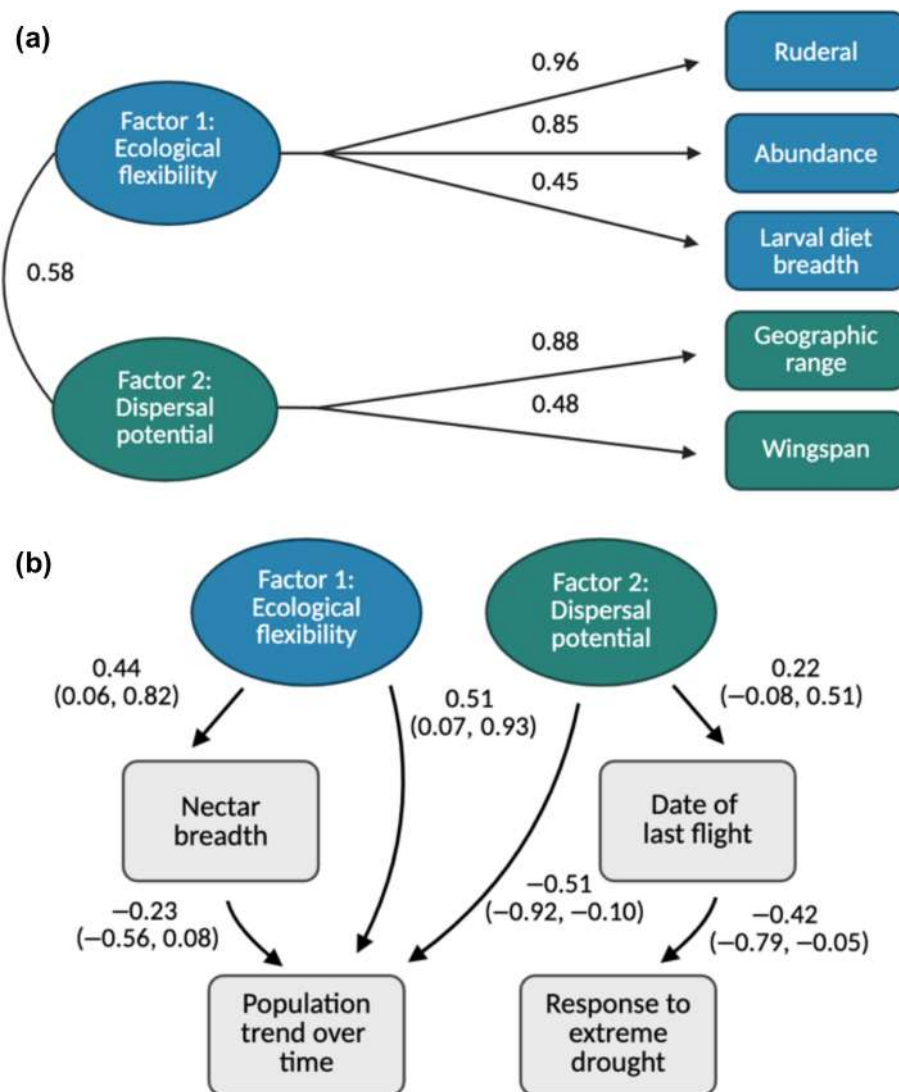 (a)
Factor 1:
Ecological
flexibility
0.96
Ruderal
0.85
Abundance
0.45
Larval diet
breadth
0.58
Factor 2:
Dispersal
potential
0.88
Geographic
range
0.48
Wingspan
(b)
Factor 1:
Ecological
flexibility
Factor 2:
Dispersal
potential
0.44
(0.06, 0.82)
0.51
(0.07, 0.93)
0.22
(−0.08, 0.51)
Nectar
breadth
Date of
last flight
−0.23
(−0.56, 0.08)
−0.51
(−0.92, −0.10)
−0.42
(−0.79, −0.05)
Population
trend over
time
Response to
extreme
drought